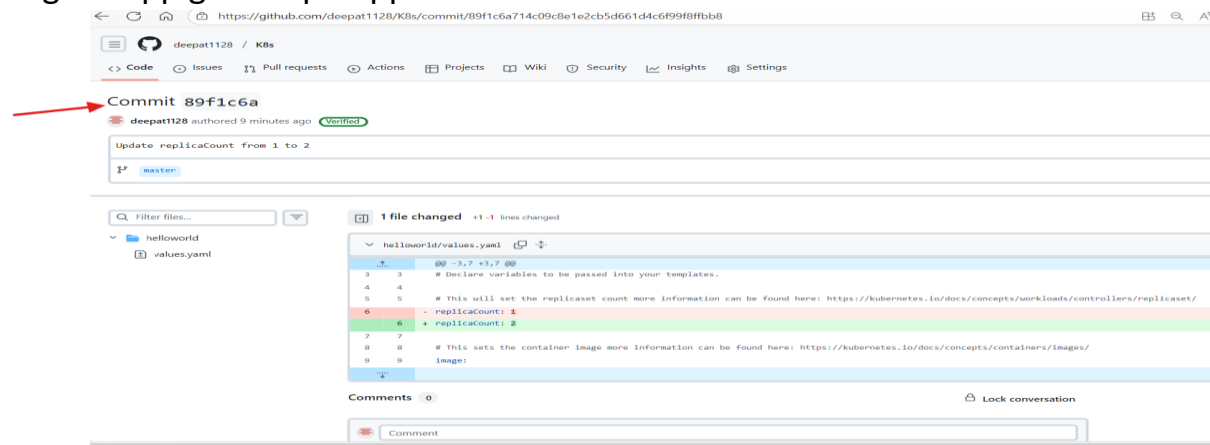 https://github.com/deepat1128/K8s/commit/89f1c6a714c09c8e1e2cb5d661d4c6f99f8ffbb8
deepat1128 / K8s
<> Code Issues Pull requests Actions Projects Wiki Security Insights Settings
Commit 89f1c6a
deepat1128 authored 9 minutes ago Verified
Update replicaCount from 1 to 2
master
Filter files...
1 file changed +1 -1 lines changed
helloworld
values.yaml
helloworld/values.yaml
@@ -3,7 +3,7 @@
3 3 # Declare variables to be passed into your templates.
4 4
5 5 # This will set the replicaset count more information can be found here: https://kubernetes.io/docs/concepts/workloads/controllers/replicaset/
6 - replicaCount: 1
6 + replicaCount: 2
7 7
8 8 # This sets the container image more information can be found here: https://kubernetes.io/docs/concepts/containers/images/
9 9 image:
Comments 0
Lock conversation
Comment